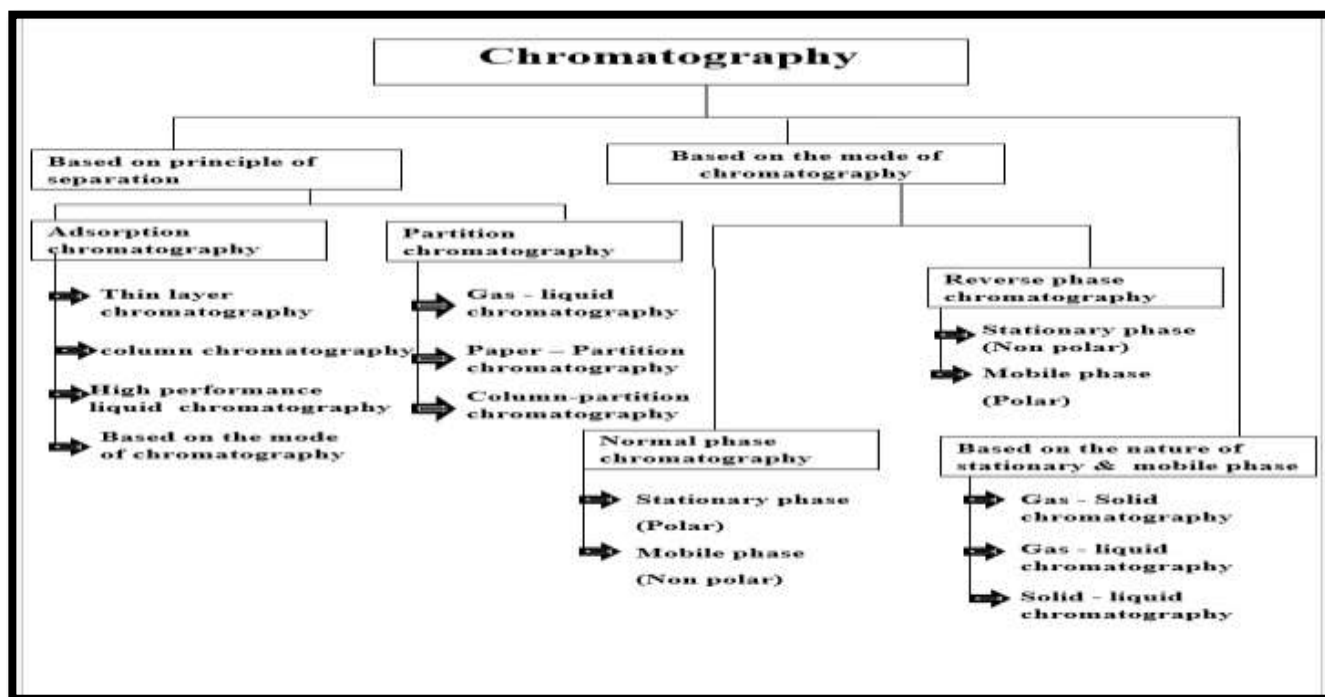 Chromatography
Based on principle of
separation
Adsorption
chromatography
Thin layer
chromatography
column chromatography
High performance
liquid chromatography
Based on the mode
of chromatography
Partition
chromatography
Gas - liquid
chromatography
Paper – Partition
chromatography
Column-partition
chromatography
Based on the mode of
chromatography
Normal phase
chromatography
Stationary phase
(Polar)
Mobile phase
(Non polar)
Reverse phase
chromatography
Stationary phase
(Non polar)
Mobile phase
(Polar)
Based on the nature of
stationary & mobile phase
Gas - Solid
chromatography
Gas - liquid
chromatography
Solid - liquid
chromatography